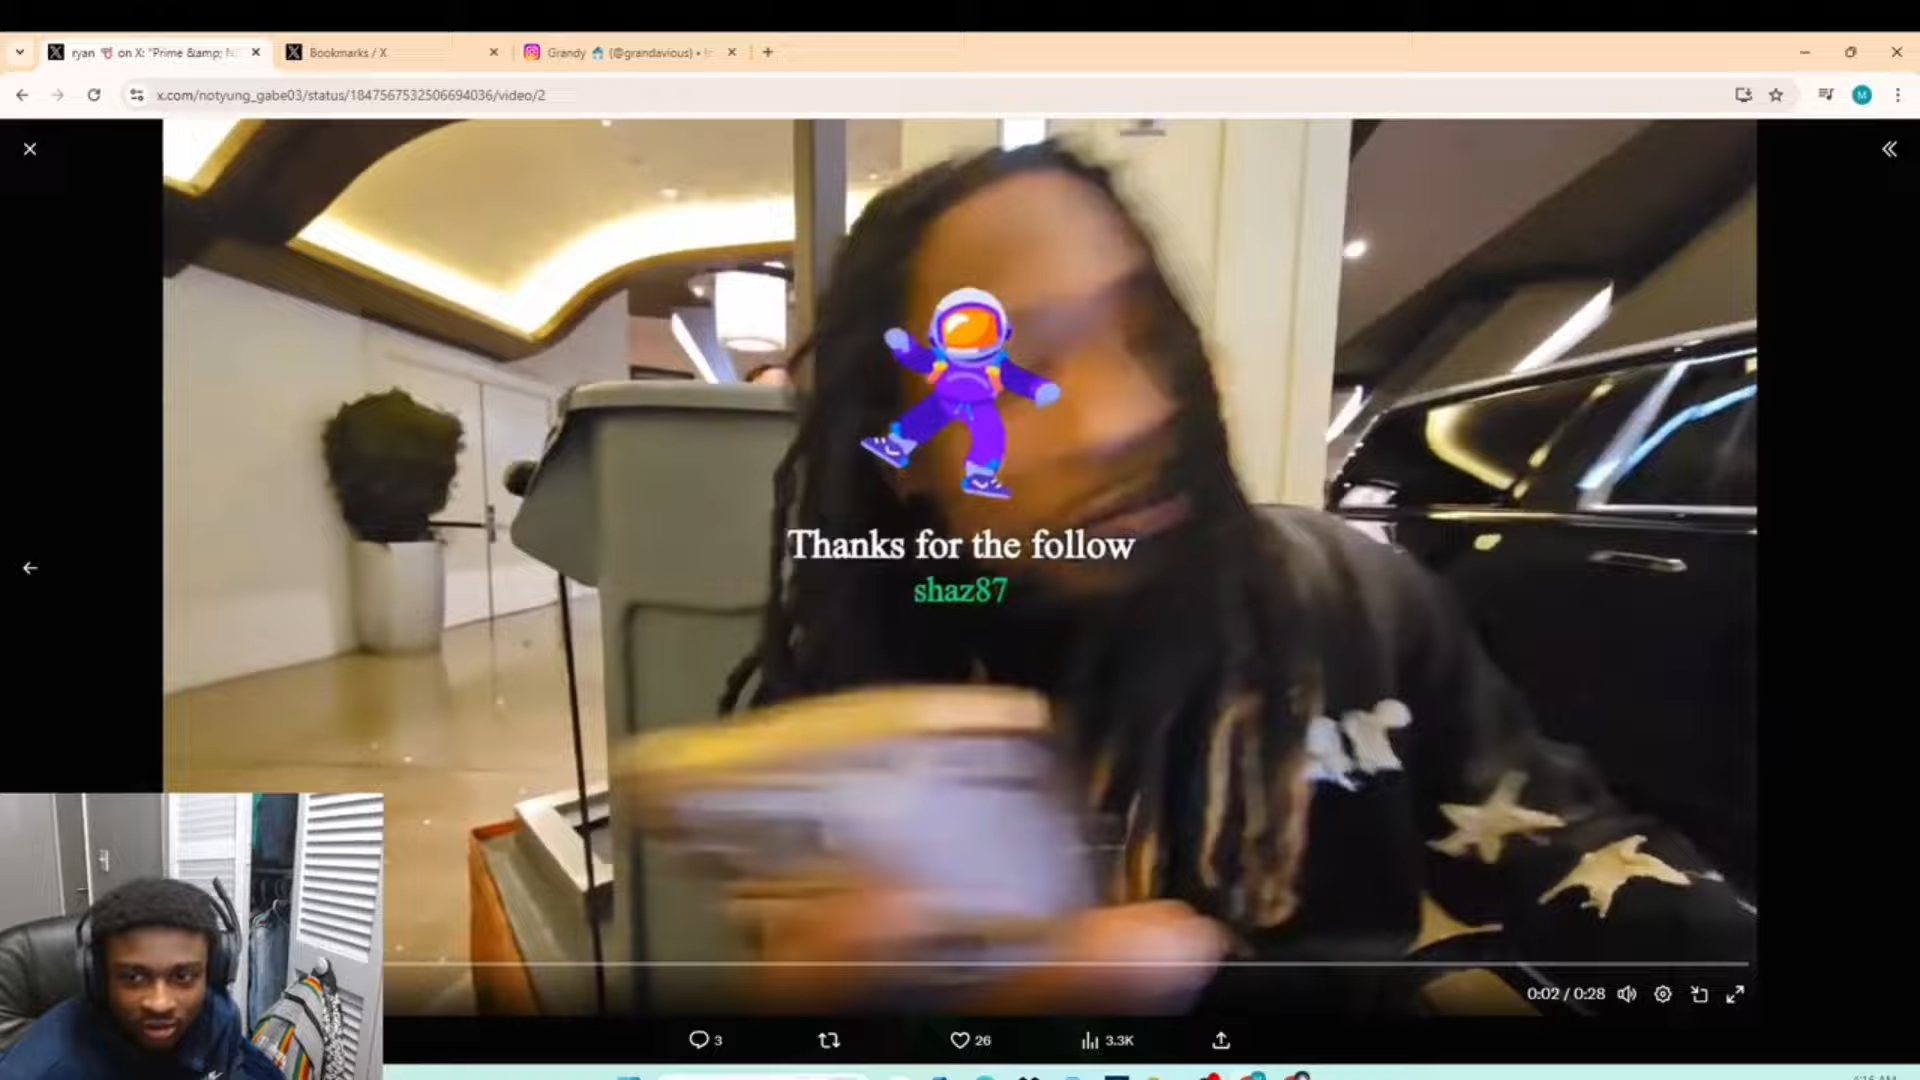 ryan on X: "Prime &amp; N
Bookmarks / X
Grandy (@grandavious) • I
x.com/notyung_gabe03/status/1847567532506694036/video/2
M
Thanks for the follow
shaz87
0:02 / 0:28
3
26
3.3K